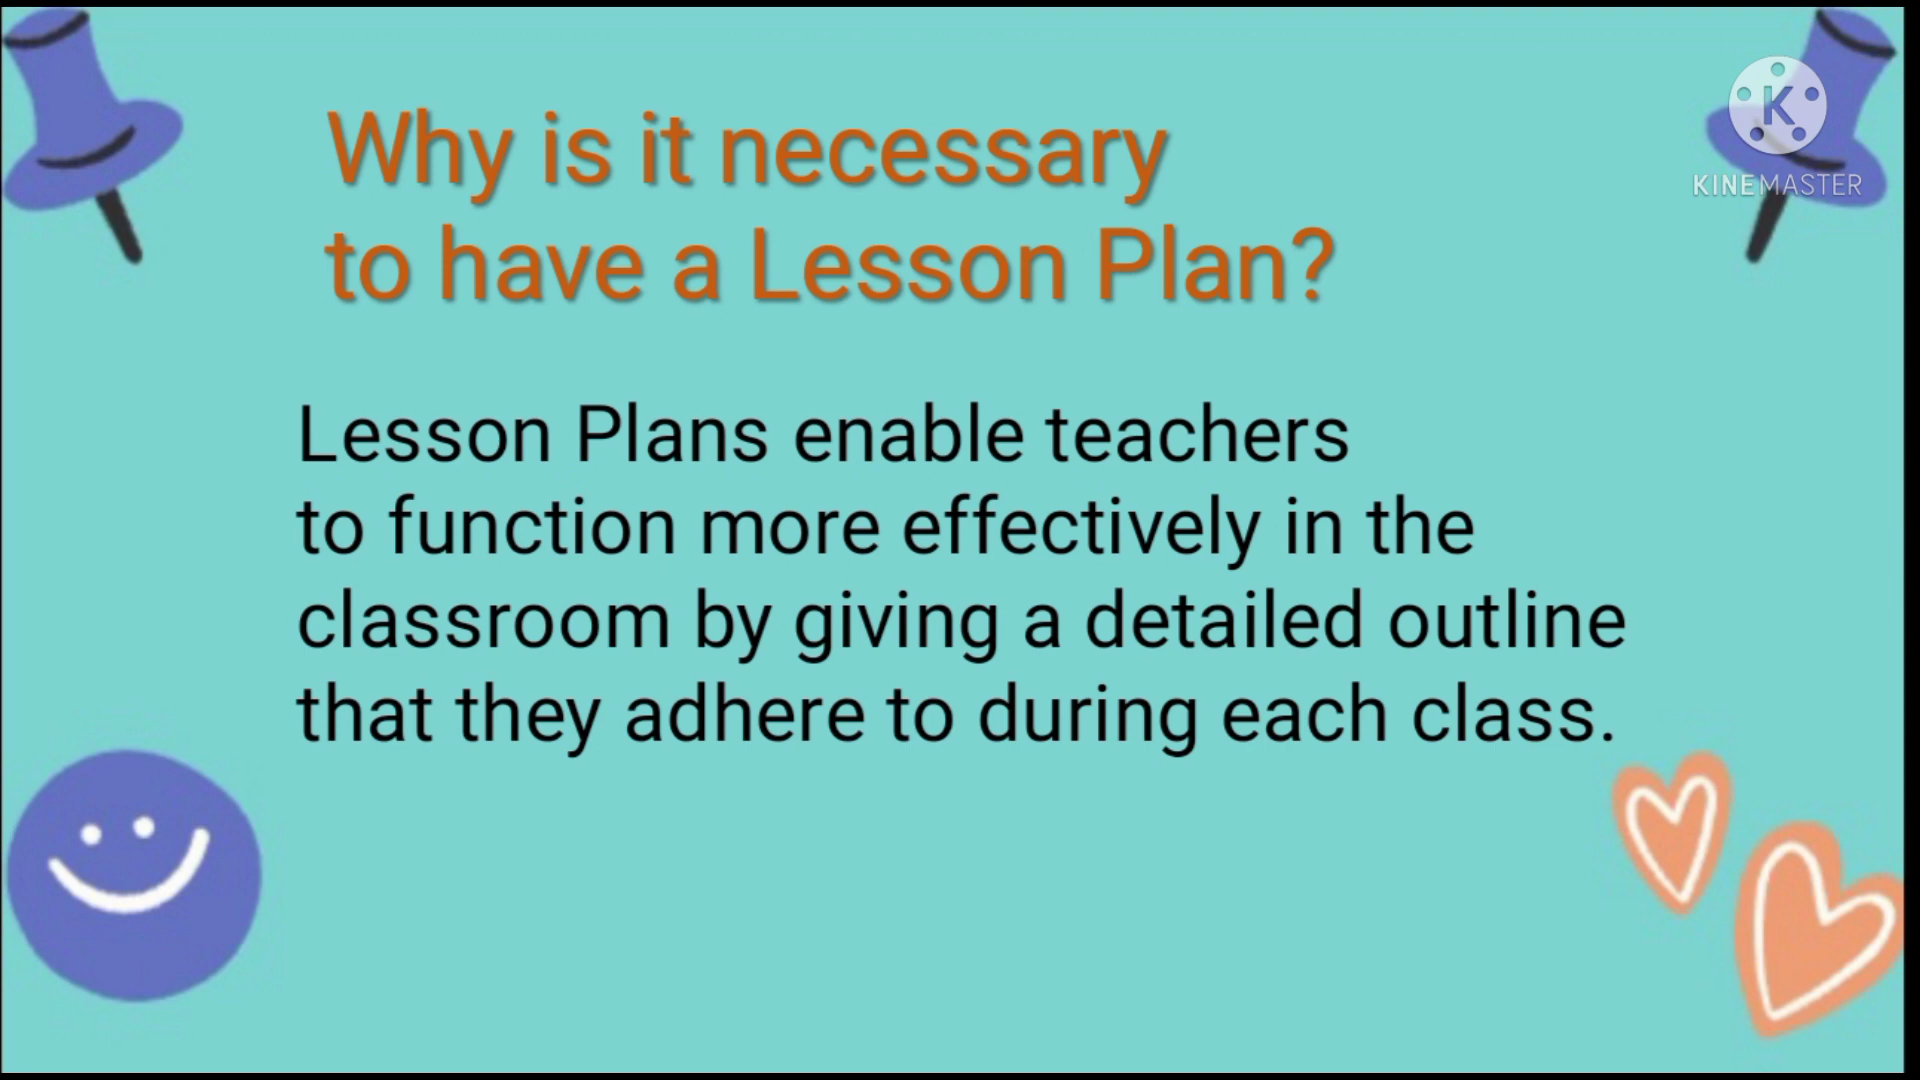 Why is it necessary
to have a Lesson Plan?
K
KINEMASTER
Lesson Plans enable teachers
to function more effectively in the
classroom by giving a detailed outline
that they adhere to during each class.